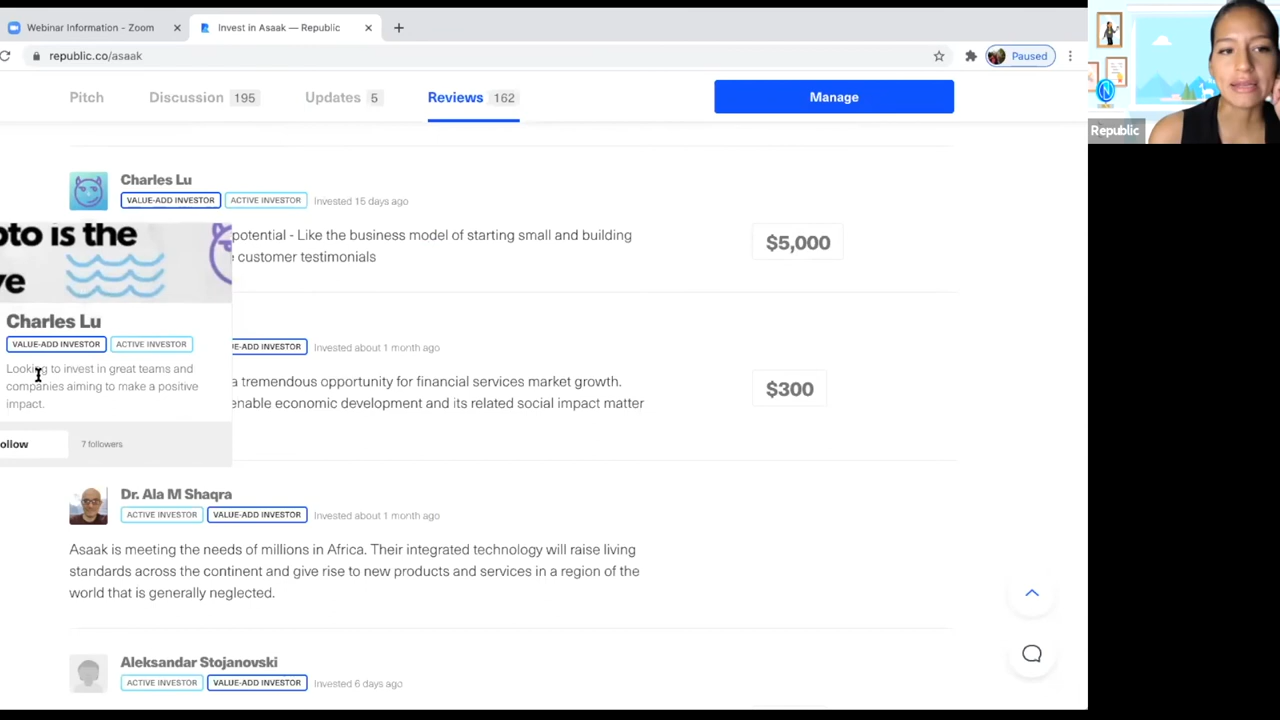 Webinar Information - Zoom
Invest in Asaak — Republic
republic.co/asaak
Paused
Pitch
Discussion 195
Updates 5
Reviews 162
Manage
Republic
Charles Lu
VALUE-ADD INVESTOR ACTIVE INVESTOR Invested 15 days ago
potential - Like the business model of starting small and building
customer testimonials
$5,000
pto is the
ve
Charles Lu
VALUE-ADD INVESTOR ACTIVE INVESTOR
Looking to invest in great teams and
companies aiming to make a positive
impact.
ollow
7 followers
UE-ADD INVESTOR Invested about 1 month ago
a tremendous opportunity for financial services market growth.
enable economic development and its related social impact matter
$300
Dr. Ala M Shaqra
ACTIVE INVESTOR VALUE-ADD INVESTOR Invested about 1 month ago
Asaak is meeting the needs of millions in Africa. Their integrated technology will raise living
standards across the continent and give rise to new products and services in a region of the
world that is generally neglected.
Aleksandar Stojanovski
ACTIVE INVESTOR VALUE-ADD INVESTOR Invested 6 days ago